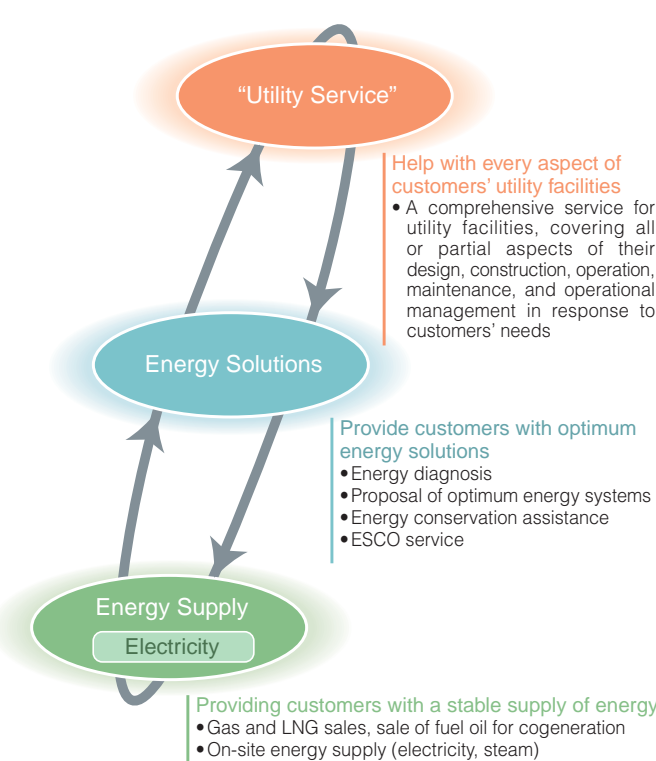 “Utility Service”
Help with every aspect of
customers’ utility facilities
• A comprehensive service for
utility facilities, covering all
or partial aspects of their
design, construction, operation,
maintenance, and operational
management in response to
customers’ needs
Energy Solutions
Provide customers with optimum
energy solutions
• Energy diagnosis
• Proposal of optimum energy systems
• Energy conservation assistance
• ESCO service
Energy Supply
Electricity
Providing customers with a stable supply of energy
• Gas and LNG sales, sale of fuel oil for cogeneration
• On-site energy supply (electricity, steam)